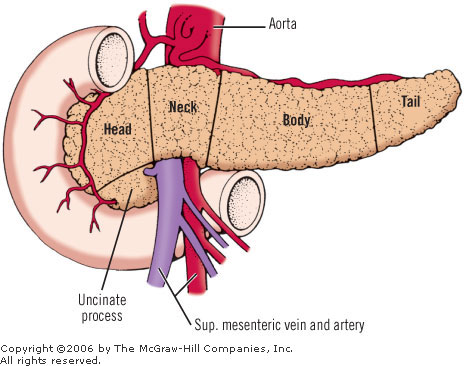 Aorta
Neck
Tail
Head
Body
Uncinate
process
Sup. mesenteric vein and artery
Copyright ©2006 by The McGraw-Hill Companies, Inc.
All rights reserved.